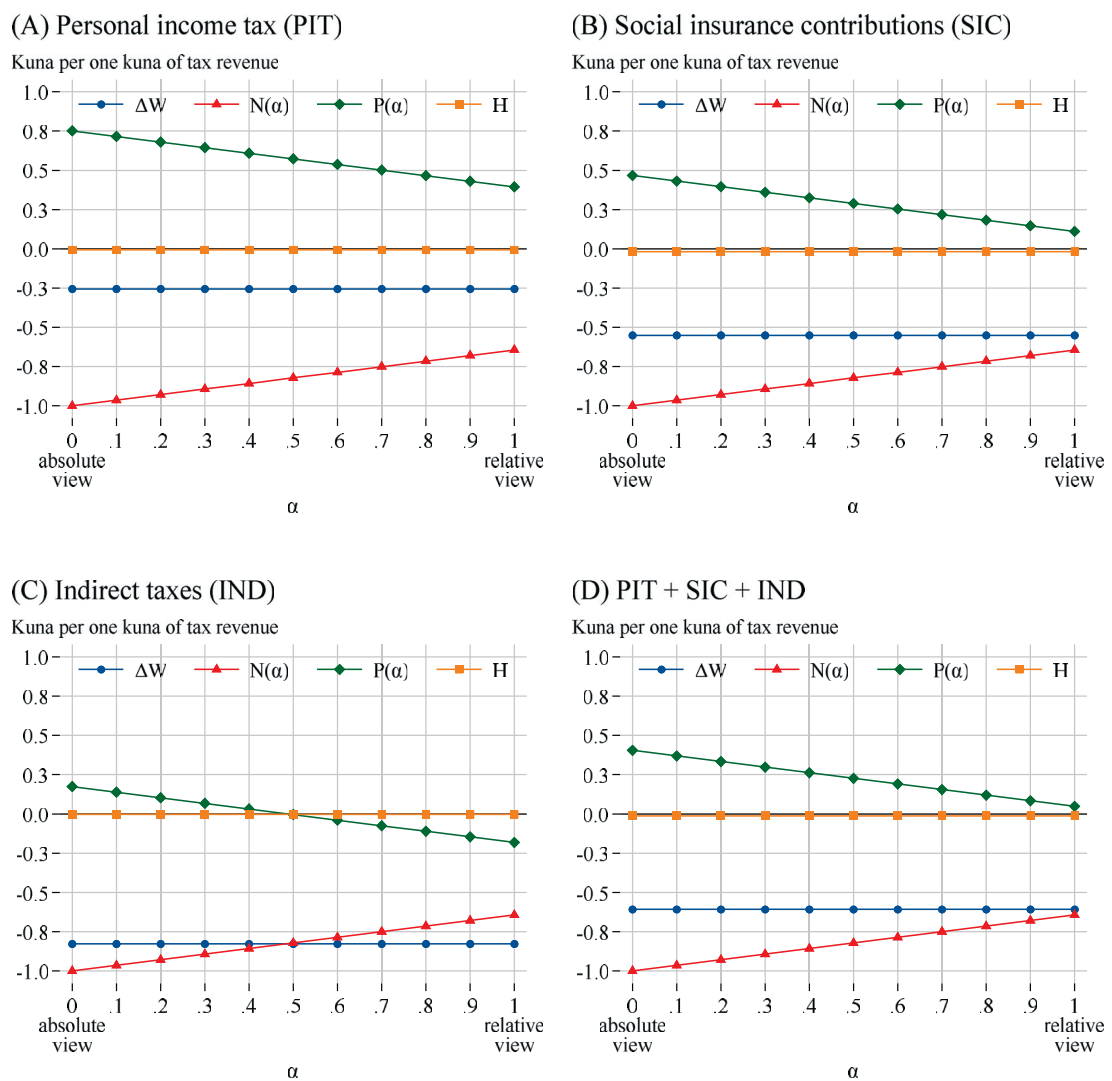 (A) Personal income tax (PIT)
Kuna per one kuna of tax revenue
ΔW N(α) P(α) H
1.0
0.8
0.5
0.3
0.0
-0.3
-0.5
-0.8
-1.0
0 .1 .2 .3 .4 .5 .6 .7 .8 .9 1
absolute view
relative view
α
(B) Social insurance contributions (SIC)
Kuna per one kuna of tax revenue
ΔW N(α) P(α) H
1.0
0.8
0.5
0.3
0.0
-0.3
-0.5
-0.8
-1.0
0 .1 .2 .3 .4 .5 .6 .7 .8 .9 1
absolute view
relative view
α
(C) Indirect taxes (IND)
Kuna per one kuna of tax revenue
ΔW N(α) P(α) H
1.0
0.8
0.5
0.3
0.0
-0.3
-0.5
-0.8
-1.0
0 .1 .2 .3 .4 .5 .6 .7 .8 .9 1
absolute view
relative view
α
(D) PIT + SIC + IND
Kuna per one kuna of tax revenue
ΔW N(α) P(α) H
1.0
0.8
0.5
0.3
0.0
-0.3
-0.5
-0.8
-1.0
0 .1 .2 .3 .4 .5 .6 .7 .8 .9 1
absolute view
relative view
α